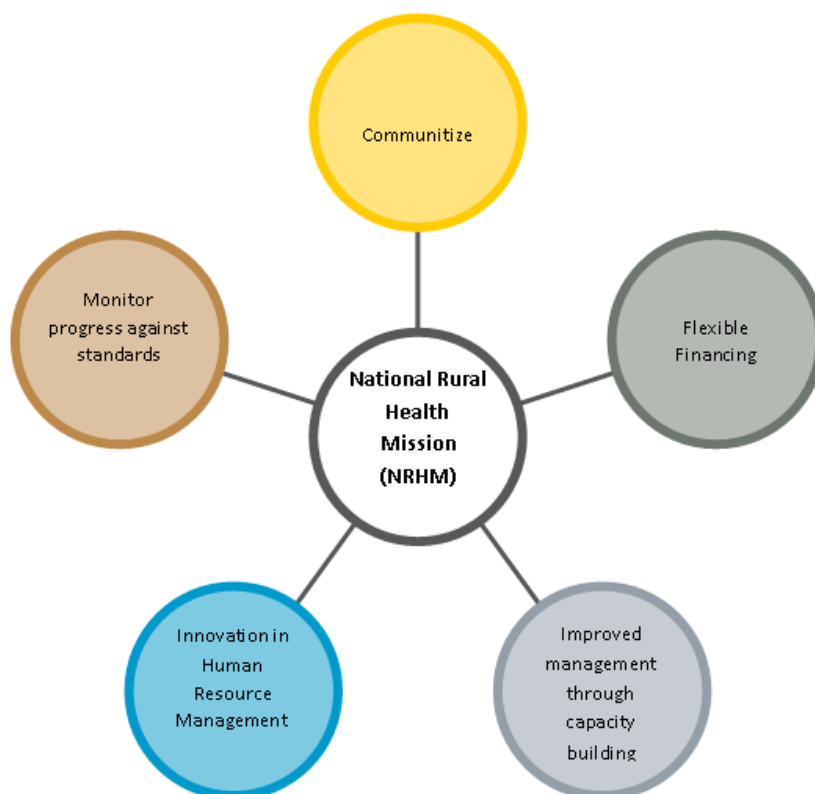 Communitize
Monitor
progress against
standards
Flexible
Financing
National Rural
Health
Mission
(NRHM)
Innovation in
Human
Resource
Management
Improved
management
through
capacity
building